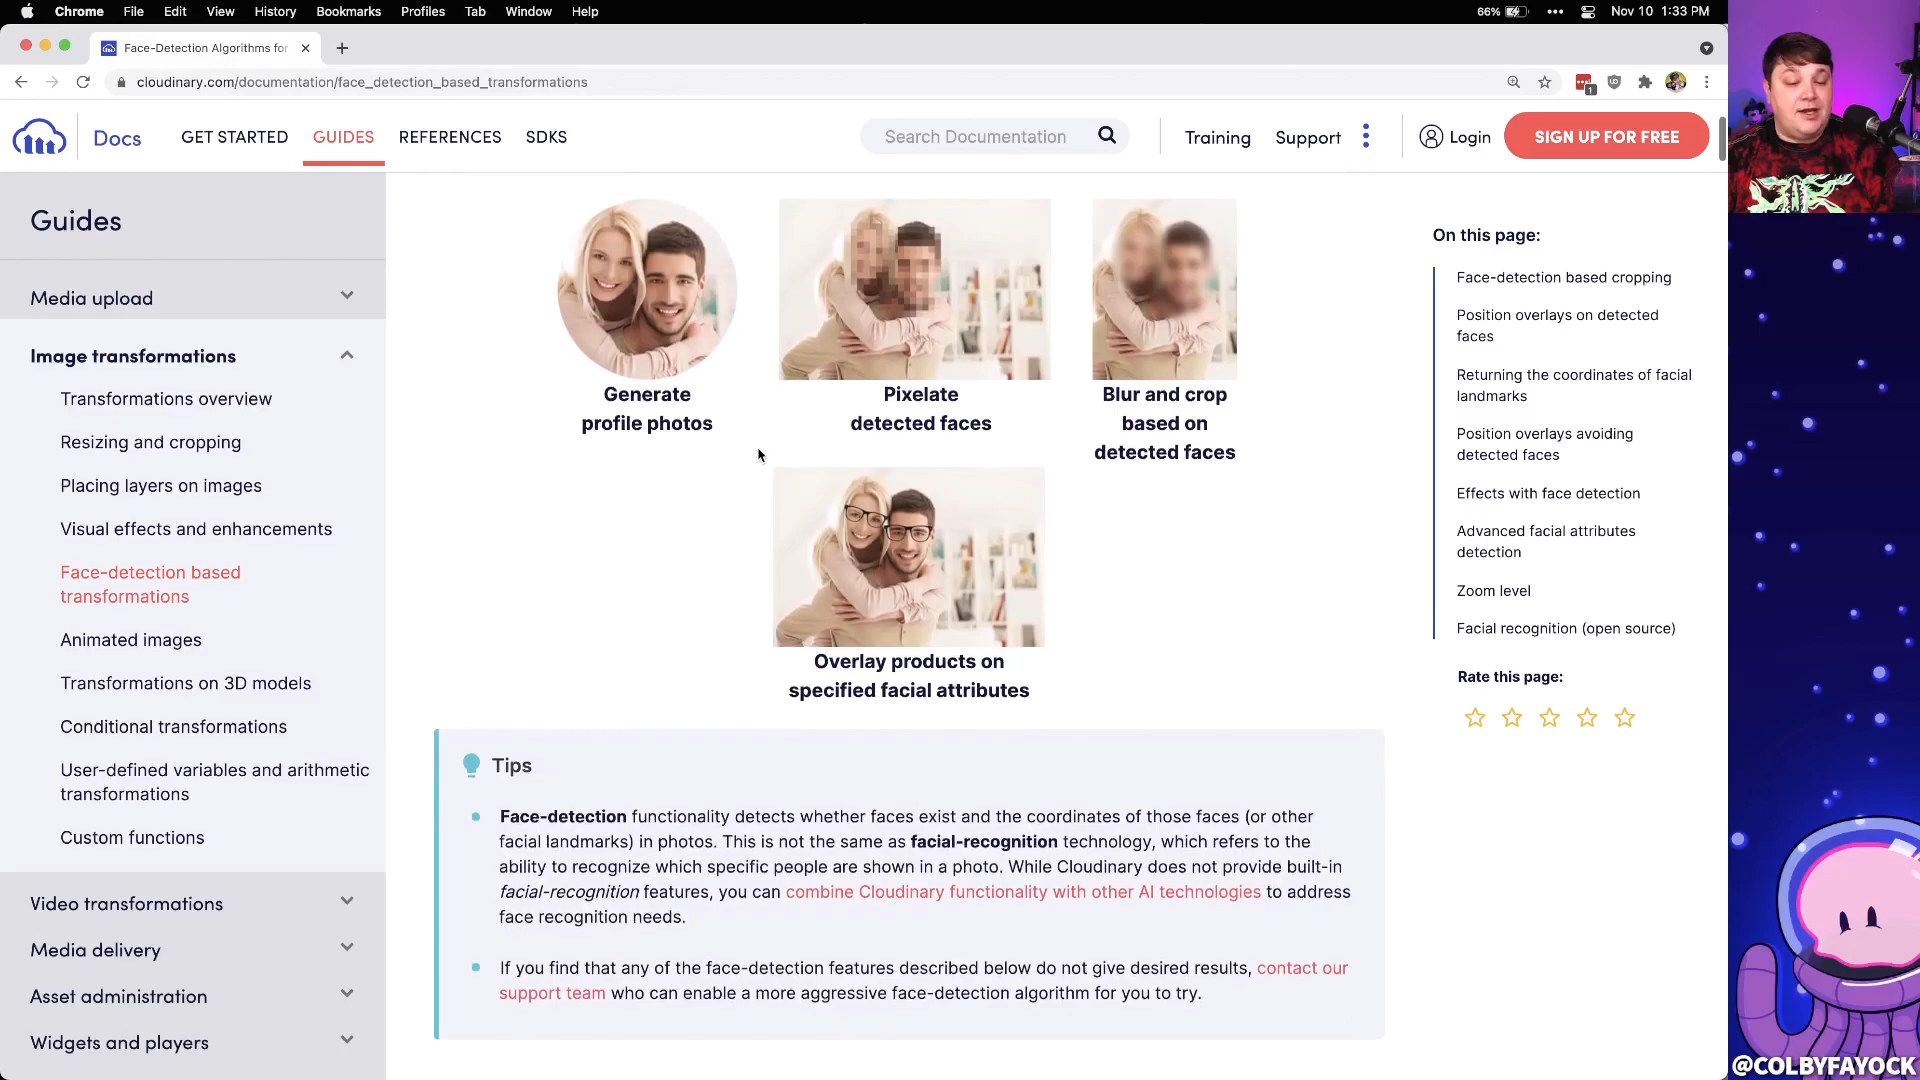 Chrome File Edit View History Bookmarks Profiles Tab Window Help
66% Nov 10 1:33 PM
Face-Detection Algorithms for
cloudinary.com/documentation/face_detection_based_transformations
1
Docs GET STARTED GUIDES REFERENCES SDKS
Search Documentation
Training Support
Login
SIGN UP FOR FREE
Guides
Media upload
Image transformations
Transformations overview
Resizing and cropping
Placing layers on images
Visual effects and enhancements
Face-detection based
transformations
Animated images
Transformations on 3D models
Conditional transformations
User-defined variables and arithmetic
transformations
Custom functions
Video transformations
Media delivery
Asset administration
Widgets and players
Generate
profile photos
Pixelate
detected faces
Blur and crop
based on
detected faces
Overlay products on
specified facial attributes
Tips
Face-detection functionality detects whether faces exist and the coordinates of those faces (or other
facial landmarks) in photos. This is not the same as facial-recognition technology, which refers to the
ability to recognize which specific people are shown in a photo. While Cloudinary does not provide built-in
facial-recognition features, you can combine Cloudinary functionality with other AI technologies to address
face recognition needs.
If you find that any of the face-detection features described below do not give desired results, contact our
support team who can enable a more aggressive face-detection algorithm for you to try.
On this page:
Face-detection based cropping
Position overlays on detected
faces
Returning the coordinates of facial
landmarks
Position overlays avoiding
detected faces
Effects with face detection
Advanced facial attributes
detection
Zoom level
Facial recognition (open source)
Rate this page:
@COLBYFAYOCK